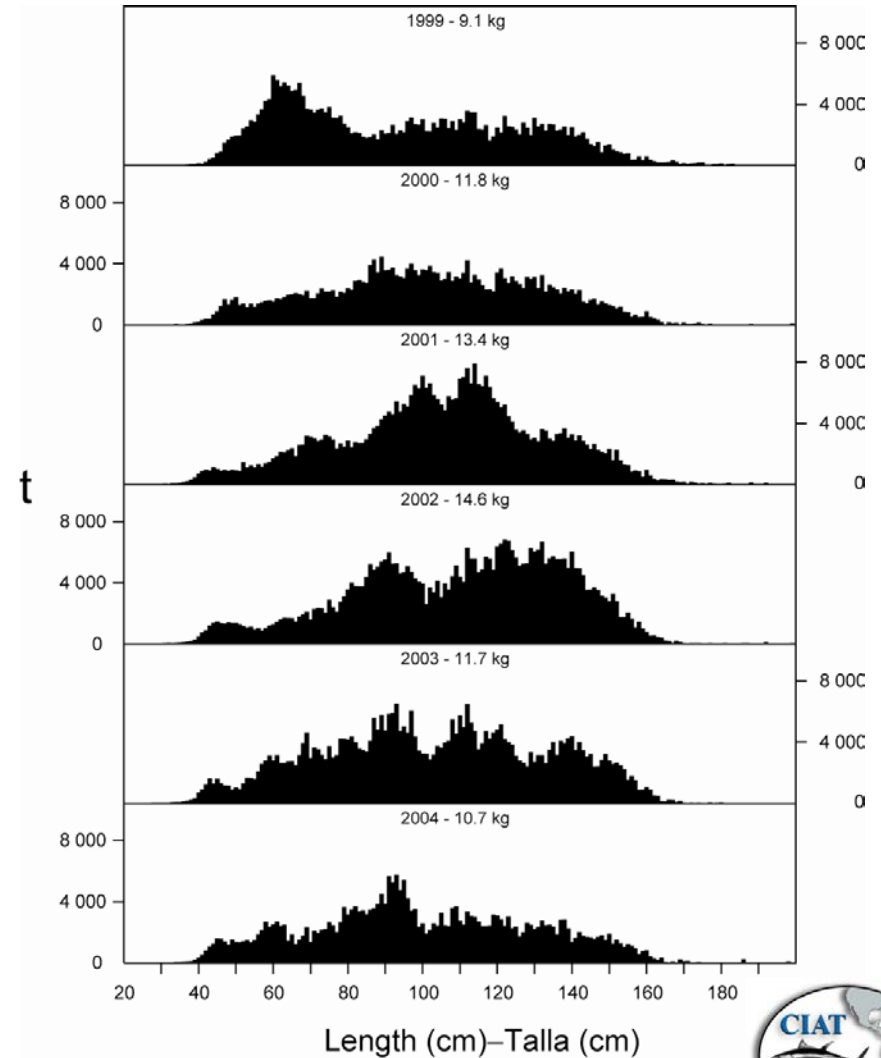 1999 - 9.1 kg
8 000
4 000
0
2000 - 11.8 kg
8 000
4 000
0
2001 - 13.4 kg
8 000
4 000
0
t
2002 - 14.6 kg
8 000
4 000
0
2003 - 11.7 kg
8 000
4 000
0
2004 - 10.7 kg
8 000
4 000
0
20 40 60 80 100 120 140 160 180
Length (cm)–Talla (cm)
CIAT